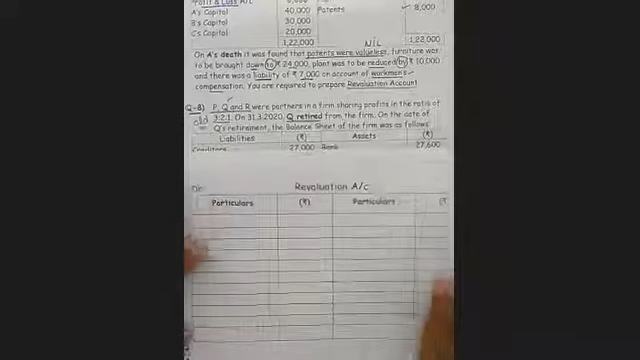 Profit & Loss A/c
A's Capital 40,000 Patents 8,000
B's Capital 30,000
C's Capital 20,000
1,22,000 1,22,000
Nil
On A's death it was found that patents were valueless, furniture was
to be brought down to ₹ 24,000, plant was to be reduced by ₹ 10,000
and there was a liability of ₹ 7,000 on account of workmens
compensation. You are required to prepare Revaluation Account
Q-8) P, Q and R were partners in a firm sharing profits in the ratio of
old 3:2:1. On 31.3.2020, Q retired from the firm. On the date of
Q's retirement, the Balance Sheet of the firm was as follows
Liabilities (₹) Assets (₹)
Creditors 27,000 Bank 27,600
Dr. Revaluation A/c
Particulars (₹) Particulars (₹